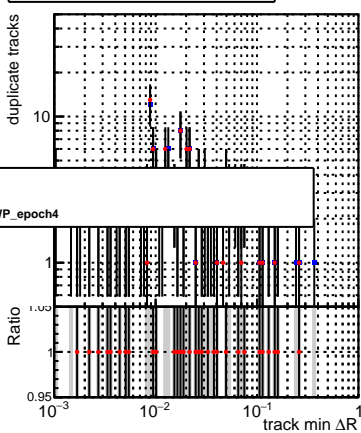 duplicate tracks
10
WP_epoch4
1
1.05
Ratio
1
0.95
10⁻³
10⁻²
10⁻¹
1
track min ΔR